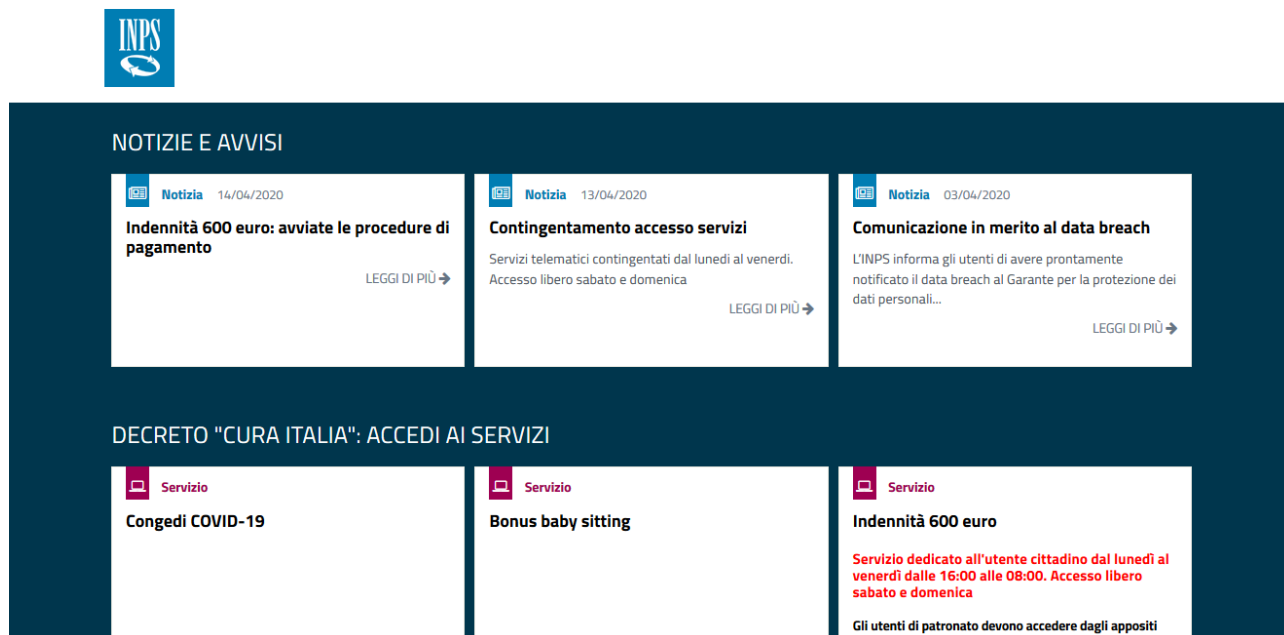 INPS
NOTIZIE E AVVISI
Notizia 14/04/2020
Indennità 600 euro: avviate le procedure di
pagamento
LEGGI DI PIÙ
Notizia 13/04/2020
Contingentamento accesso servizi
Servizi telematici contingentati dal lunedi al venerdi.
Accesso libero sabato e domenica
LEGGI DI PIÙ
Notizia 03/04/2020
Comunicazione in merito al data breach
L'INPS informa gli utenti di avere prontamente
notificato il data breach al Garante per la protezione dei
dati personali...
LEGGI DI PIÙ
DECRETO "CURA ITALIA": ACCEDI AI SERVIZI
Servizio
Congedi COVID-19
Servizio
Bonus baby sitting
Servizio
Indennità 600 euro
Servizio dedicato all'utente cittadino dal lunedì al
venerdì dalle 16:00 alle 08:00. Accesso libero
sabato e domenica
Gli utenti di patronato devono accedere dagli appositi